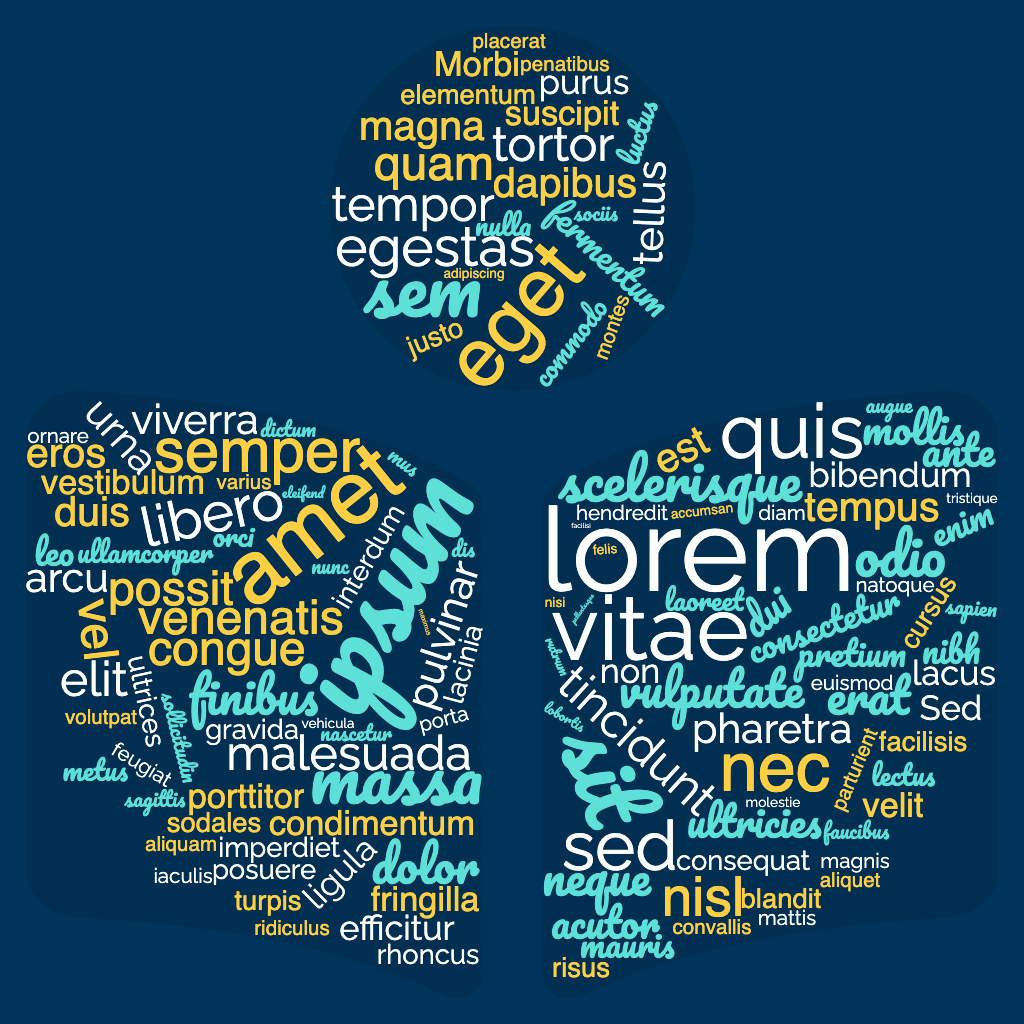 placerat
Morbi
penatibus
elementum
purus
suscipit
luctus
magna
tortor
quam
dapibus
tellus
tempor
nulla
sociis
fermentum
egestas
adipiscing
sem
eget
justo
commodo
montes
urna
viverra
dictum
ornare
eros
semper
mus
vestibulum
varius
eleifend
amet
duis
libero
orci
interdum
ipsum
leo
ullamcorper
nunc
dis
arcu
possit
pulvinar
maximus
vel
venenatis
congue
lacinia
elit
ultrices
finibus
volutpat
sollicitudin
gravida
vehicula
nascetur
porta
feugiat
malesuada
metus
massa
sagittis
porttitor
sodales
condimentum
aliquam
imperdiet
ligula
dolor
iaculis
posuere
turpis
fringilla
ridiculus
efficitur
rhoncus
quis
augue
mollis
est
ante
scelerisque
bibendum
hendredit
accumsan
diam
tempus
tristique
facilisi
lorem
felis
enim
odio
natoque
nisi
laoreet
dui
cursus
sapien
vitae
consectetur
rutrum
non
pretium
nibh
tincidunt
vulputate
euismod
erat
lacus
Sed
lobortis
pharetra
parturient
facilisis
sit
nec
lectus
molestie
velit
ultricies
faucibus
sed
consequat
magnis
neque
aliquet
nisl
blandit
acutor
convallis
mattis
mauris
risus